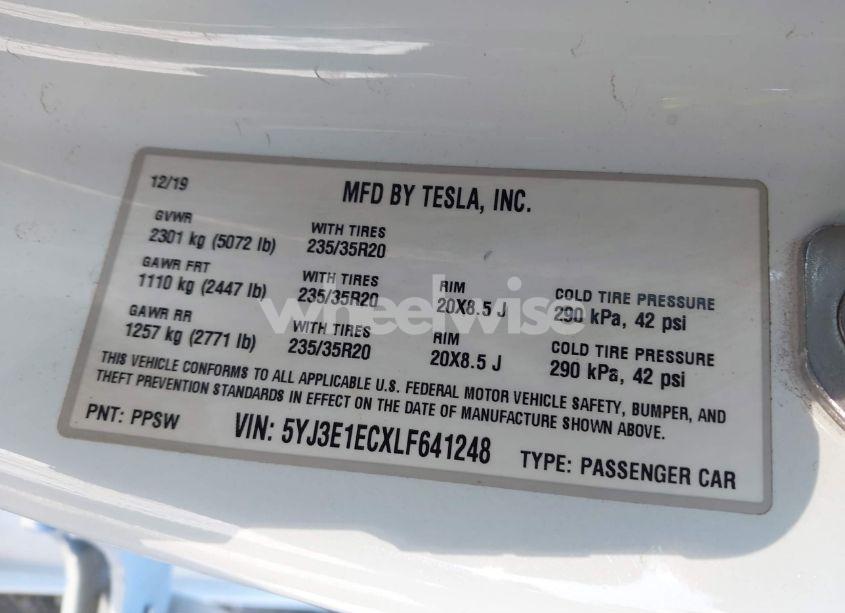 12/19
MFD BY TESLA, INC.
GVWR
2301 kg (5072 lb)
WITH TIRES
235/35R20
GAWR FRT
1110 kg (2447 lb)
WITH TIRES
235/35R20
RIM
20X8.5 J
COLD TIRE PRESSURE
290 kPa, 42 psi
GAWR RR
1257 kg (2771 lb)
WITH TIRES
235/35R20
RIM
20X8.5 J
COLD TIRE PRESSURE
290 kPa, 42 psi
THIS VEHICLE CONFORMS TO ALL APPLICABLE U.S. FEDERAL MOTOR VEHICLE SAFETY, BUMPER, AND
THEFT PREVENTION STANDARDS IN EFFECT ON THE DATE OF MANUFACTURE SHOWN ABOVE.
PNT: PPSW
VIN: 5YJ3E1ECXLF641248
TYPE: PASSENGER CAR
wheelwise